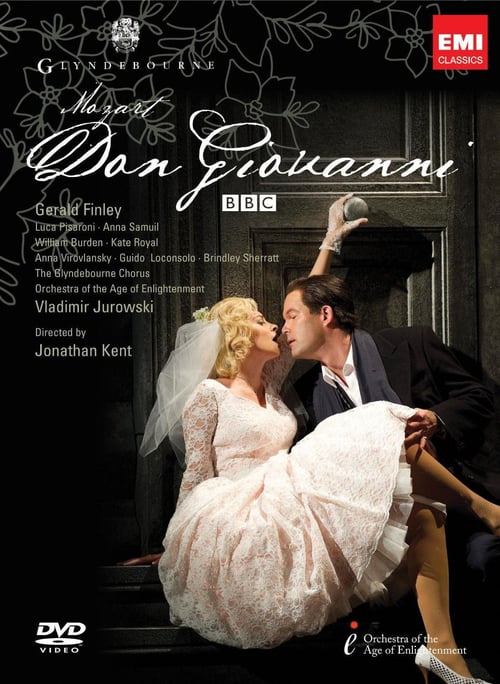 GLYNDEBOURNE
EMI
CLASSICS
Mozart
Don Giovanni
BBC
Gerald Finley
Luca Pisaroni · Anna Samuil
William Burden · Kate Royal
Anna Virovlansky · Guido Loconsolo · Brindley Sherratt
The Glyndebourne Chorus
Orchestra of the Age of Enlightenment
Vladimir Jurowski
Directed by
Jonathan Kent
DVD
VIDEO
Orchestra of the
Age of Enlightenment